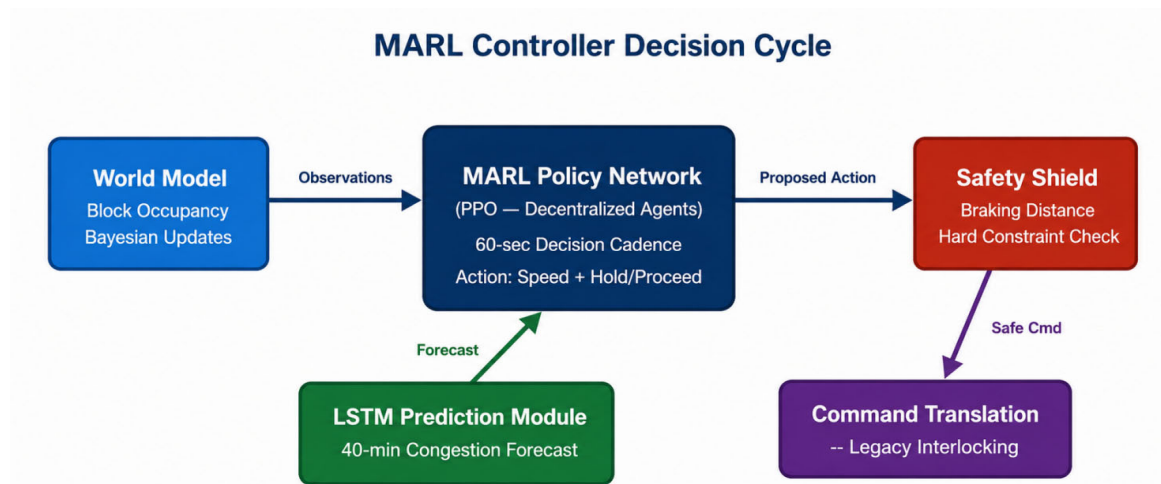 MARL Controller Decision Cycle
World Model
Block Occupancy
Bayesian Updates
Observations
MARL Policy Network
(PPO — Decentralized Agents)
60-sec Decision Cadence
Action: Speed + Hold/Proceed
Proposed Action
Safety Shield
Braking Distance
Hard Constraint Check
Forecast
Safe Cmd
LSTM Prediction Module
40-min Congestion Forecast
Command Translation
-- Legacy Interlocking